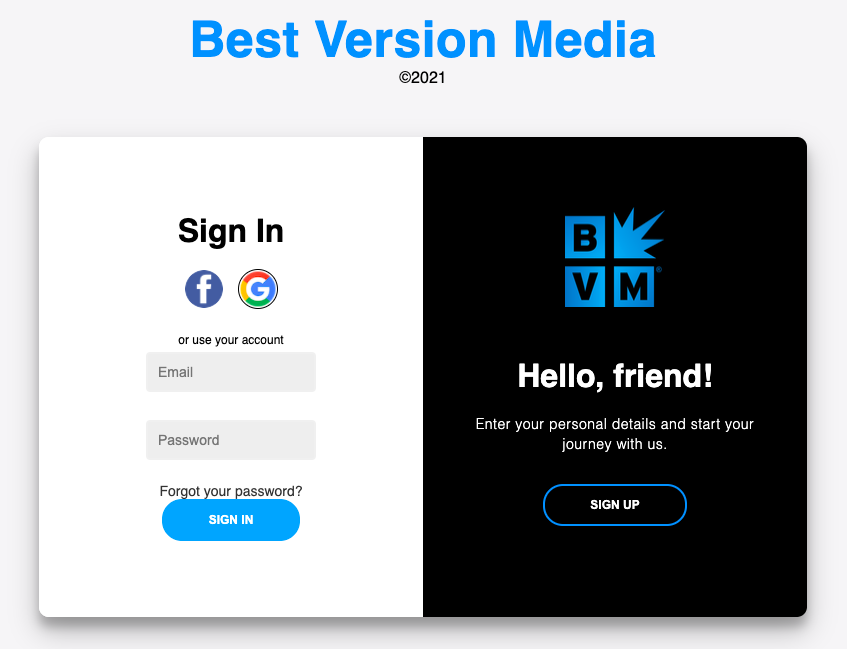 Best Version Media
©2021
Sign In
f G
or use your account
Email
Password
Forgot your password?
SIGN IN
B
V M®
Hello, friend!
Enter your personal details and start your
journey with us.
SIGN UP